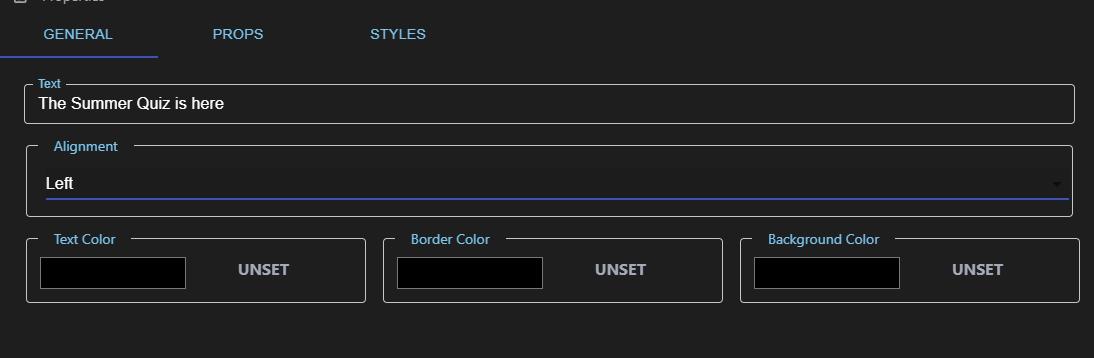 Properties
GENERAL PROPS STYLES
Text
The Summer Quiz is here
Alignment
Left
Text Color Border Color Background Color
UNSET UNSET UNSET